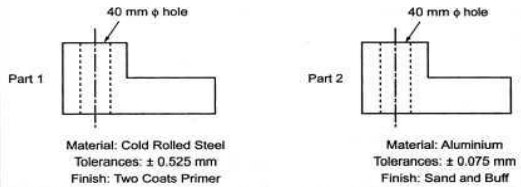 40 mm ϕ hole
Part 1
Material: Cold Rolled Steel
Tolerances: ± 0.525 mm
Finish: Two Coats Primer
40 mm ϕ hole
Part 2
Material: Aluminium
Tolerances: ± 0.075 mm
Finish: Sand and Buff